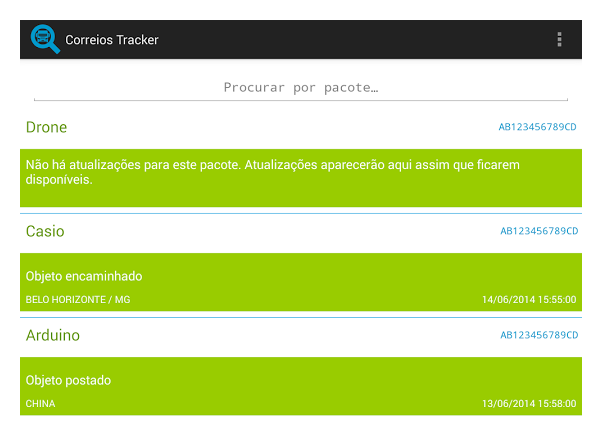 Correios Tracker
Procurar por pacote…
Drone
AB123456789CD
Não há atualizações para este pacote. Atualizações aparecerão aqui assim que ficarem
disponíveis.
Casio
AB123456789CD
Objeto encaminhado
BELO HORIZONTE / MG
14/06/2014 15:55:00
Arduino
AB123456789CD
Objeto postado
CHINA
13/06/2014 15:58:00